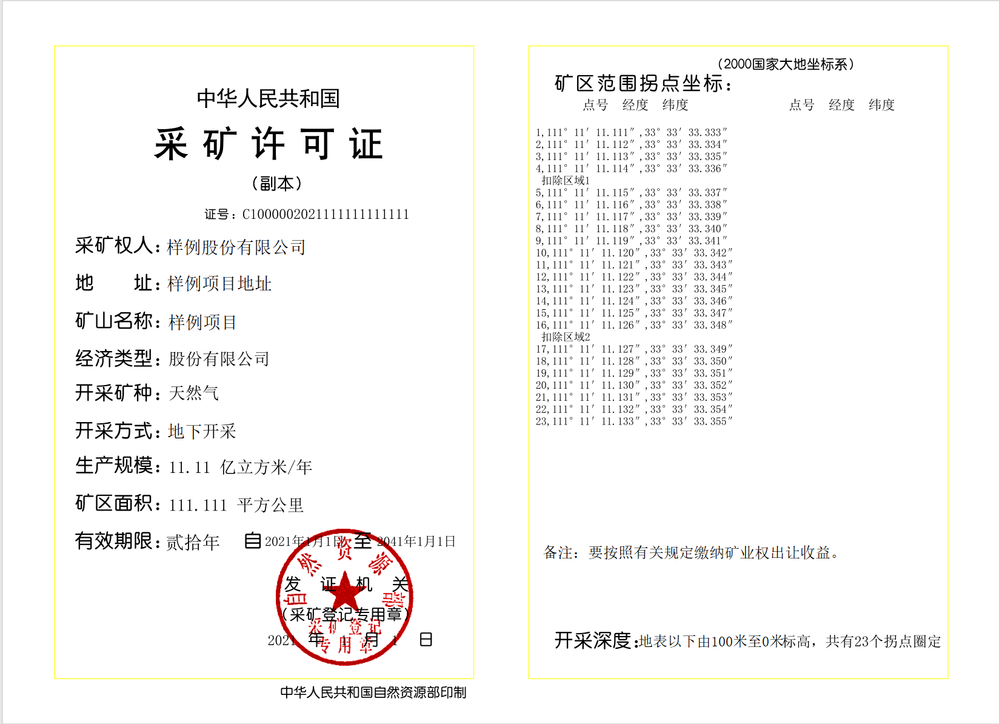 中华人民共和国
采矿许可证
（副本）
证号：C1000002021111111111111
采矿权人：样例股份有限公司
地 址：样例项目地址
矿山名称：样例项目
经济类型：股份有限公司
开采矿种：天然气
开采方式：地下开采
生产规模：11.11 亿立方米/年
矿区面积：111.111 平方公里
有效期限：贰拾年 自2021年1月1日 至2041年1月1日
自然资源部
发证机关
（采矿登记专用章）
采矿登记
专用章
2021 年 1 月 1 日
中华人民共和国自然资源部印制
（2000国家大地坐标系）
矿区范围拐点坐标：
点号 经度 纬度 点号 经度 纬度
1,111° 11′ 11.111″,33° 33′ 33.333″
2,111° 11′ 11.112″,33° 33′ 33.334″
3,111° 11′ 11.113″,33° 33′ 33.335″
4,111° 11′ 11.114″,33° 33′ 33.336″
扣除区域1
5,111° 11′ 11.115″,33° 33′ 33.337″
6,111° 11′ 11.116″,33° 33′ 33.338″
7,111° 11′ 11.117″,33° 33′ 33.339″
8,111° 11′ 11.118″,33° 33′ 33.340″
9,111° 11′ 11.119″,33° 33′ 33.341″
10,111° 11′ 11.120″,33° 33′ 33.342″
11,111° 11′ 11.121″,33° 33′ 33.343″
12,111° 11′ 11.122″,33° 33′ 33.344″
13,111° 11′ 11.123″,33° 33′ 33.345″
14,111° 11′ 11.124″,33° 33′ 33.346″
15,111° 11′ 11.125″,33° 33′ 33.347″
16,111° 11′ 11.126″,33° 33′ 33.348″
扣除区域2
17,111° 11′ 11.127″,33° 33′ 33.349″
18,111° 11′ 11.128″,33° 33′ 33.350″
19,111° 11′ 11.129″,33° 33′ 33.351″
20,111° 11′ 11.130″,33° 33′ 33.352″
21,111° 11′ 11.131″,33° 33′ 33.353″
22,111° 11′ 11.132″,33° 33′ 33.354″
23,111° 11′ 11.133″,33° 33′ 33.355″
备注：要按照有关规定缴纳矿业权出让收益。
开采深度：地表以下由100米至0米标高，共有23个拐点圈定